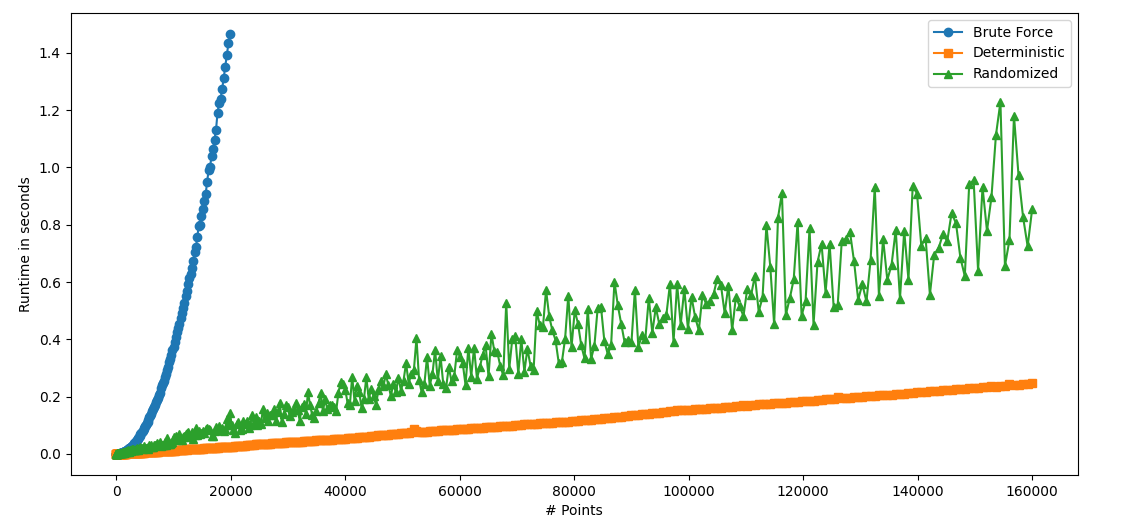 Brute Force
Deterministic
Randomized
1.4
1.2
1.0
0.8
0.6
0.4
0.2
0.0
Runtime in seconds
0 20000 40000 60000 80000 100000 120000 140000 160000
# Points